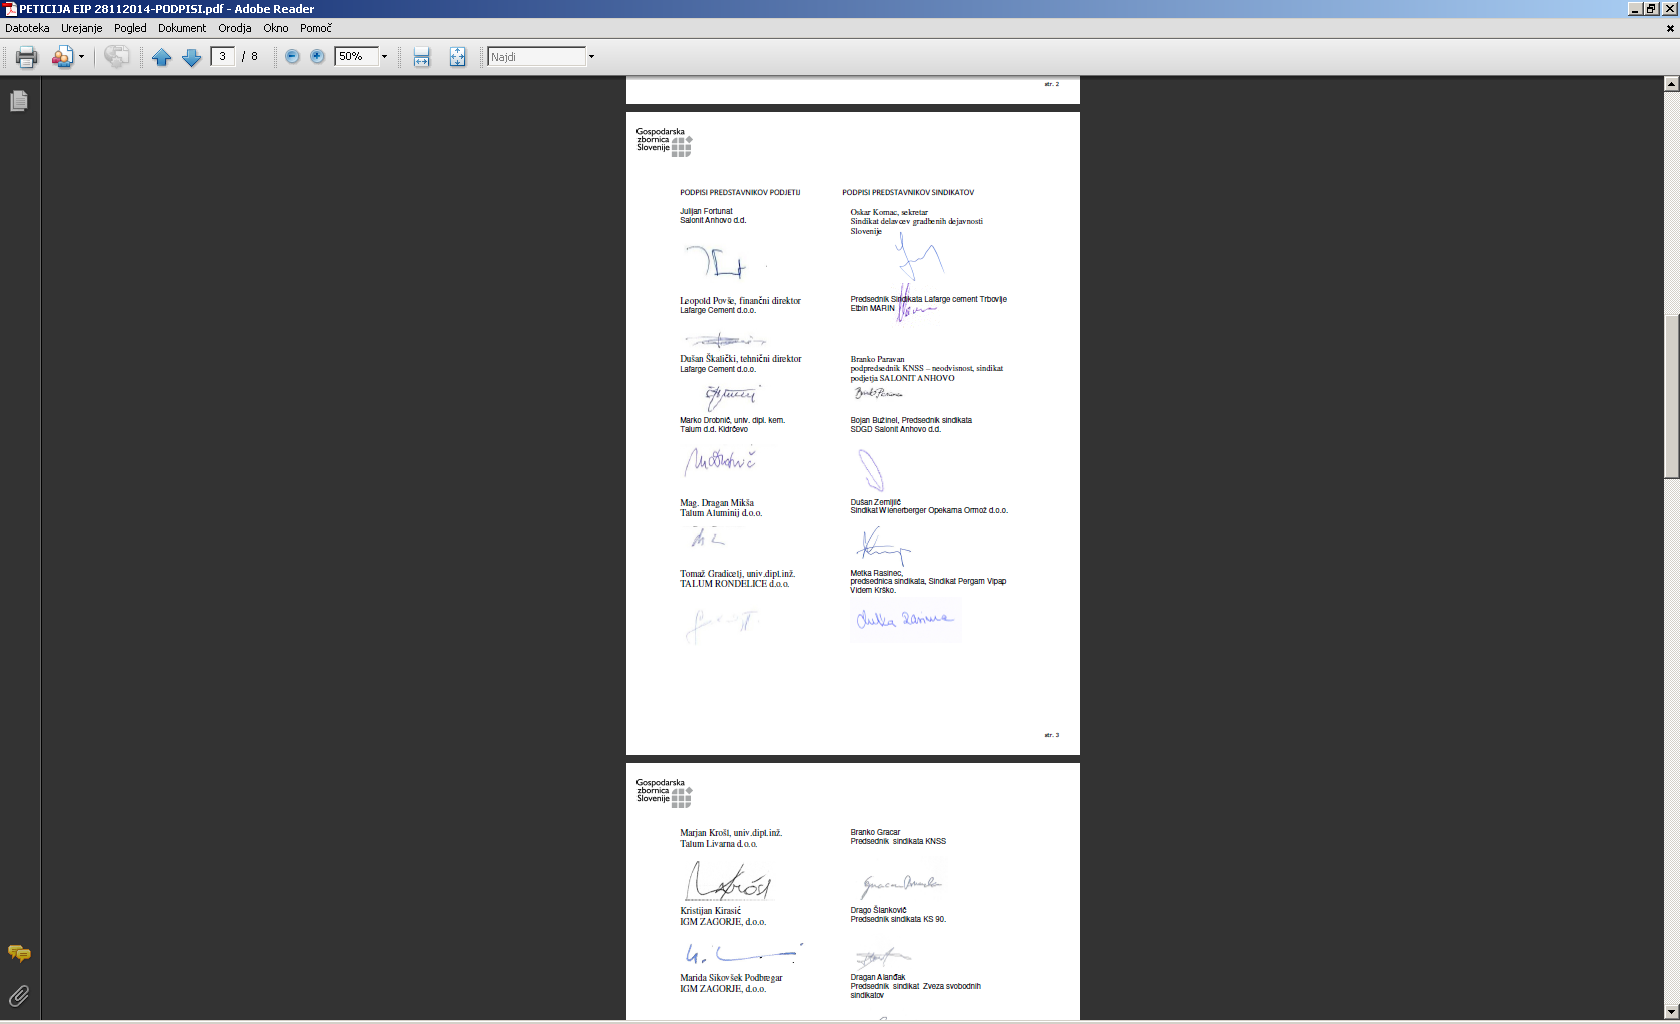 PETICIJA EIP 28112014-PODPISI.pdf - Adobe Reader
Datoteka Urejanje Pogled Dokument Orodja Okno Pomoč
3 / 8 50% Najdi
str. 2
Gospodarska
zbornica
Slovenije
PODPISI PREDSTAVNIKOV PODJETIJ
Julijan Fortunat
Salonit Anhovo d.d.
Leopold Povše, finančni direktor
Lafarge Cement d.o.o.
Dušan Škatički, tehnični direktor
Lafarge Cement d.o.o.
Marko Drobnič, univ. dipl. kem.
Talum d.d. Kidrčevo
Mag. Dragan Mikša
Talum Aluminij d.o.o.
Tomaž Gradicelj, univ.dipl.inž.
TALUM RONDELICE d.o.o.
PODPISI PREDSTAVNIKOV SINDIKATOV
Oskar Komac, sekretar
Sindikat delavcev gradbenih dejavnosti
Slovenije
Predsednik Sindikata Lafarge cement Trbovlje
Etbin MARIN
Branko Paravan
podpredsednik KNSS – neodvisnost, sindikat
podjetja SALONIT ANHOVO
Bojan Bužinel, Predsednik sindikata
SDGD Salonit Anhovo d.d.
Dušan Zemljič
Sindikat Wienerberger Opekarna Ormož d.o.o.
Metka Rasinec,
predsednica sindikata, Sindikat Pergam Vipap
Videm Krško.
str. 3
Gospodarska
zbornica
Slovenije
Marjan Krošl, univ.dipl.inž.
Talum Livarna d.o.o.
Kristijan Kirasić
IGM ZAGORJE, d.o.o.
Marida Sikovšek Podbregar
IGM ZAGORJE, d.o.o.
Branko Gracar
Predsednik sindikata KNSS
Drago Šlankovič
Predsednik sindikata KS 90.
Dragan Alanđak
Predsednik sindikat Zveza svobodnih
sindikatov